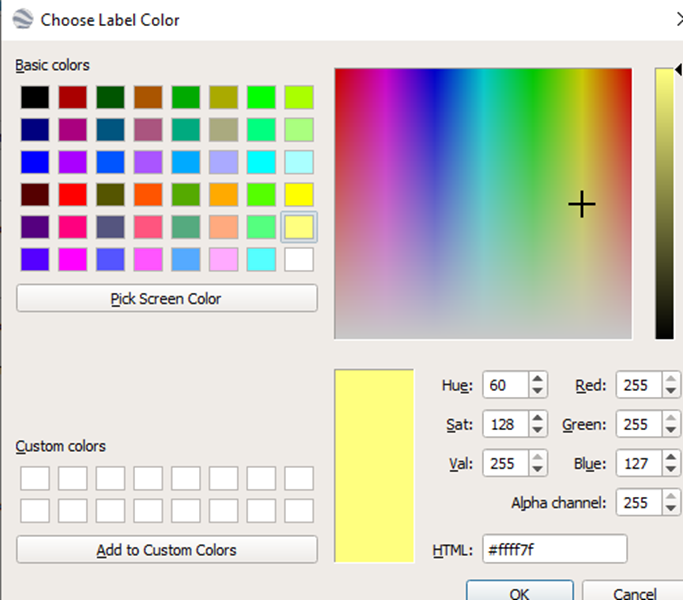 Choose Label Color
Basic colors
Pick Screen Color
Custom colors
Add to Custom Colors
Hue: 60 Red: 255
Sat: 128 Green: 255
Val: 255 Blue: 127
Alpha channel: 255
HTML: #ffff7f
OK Cancel